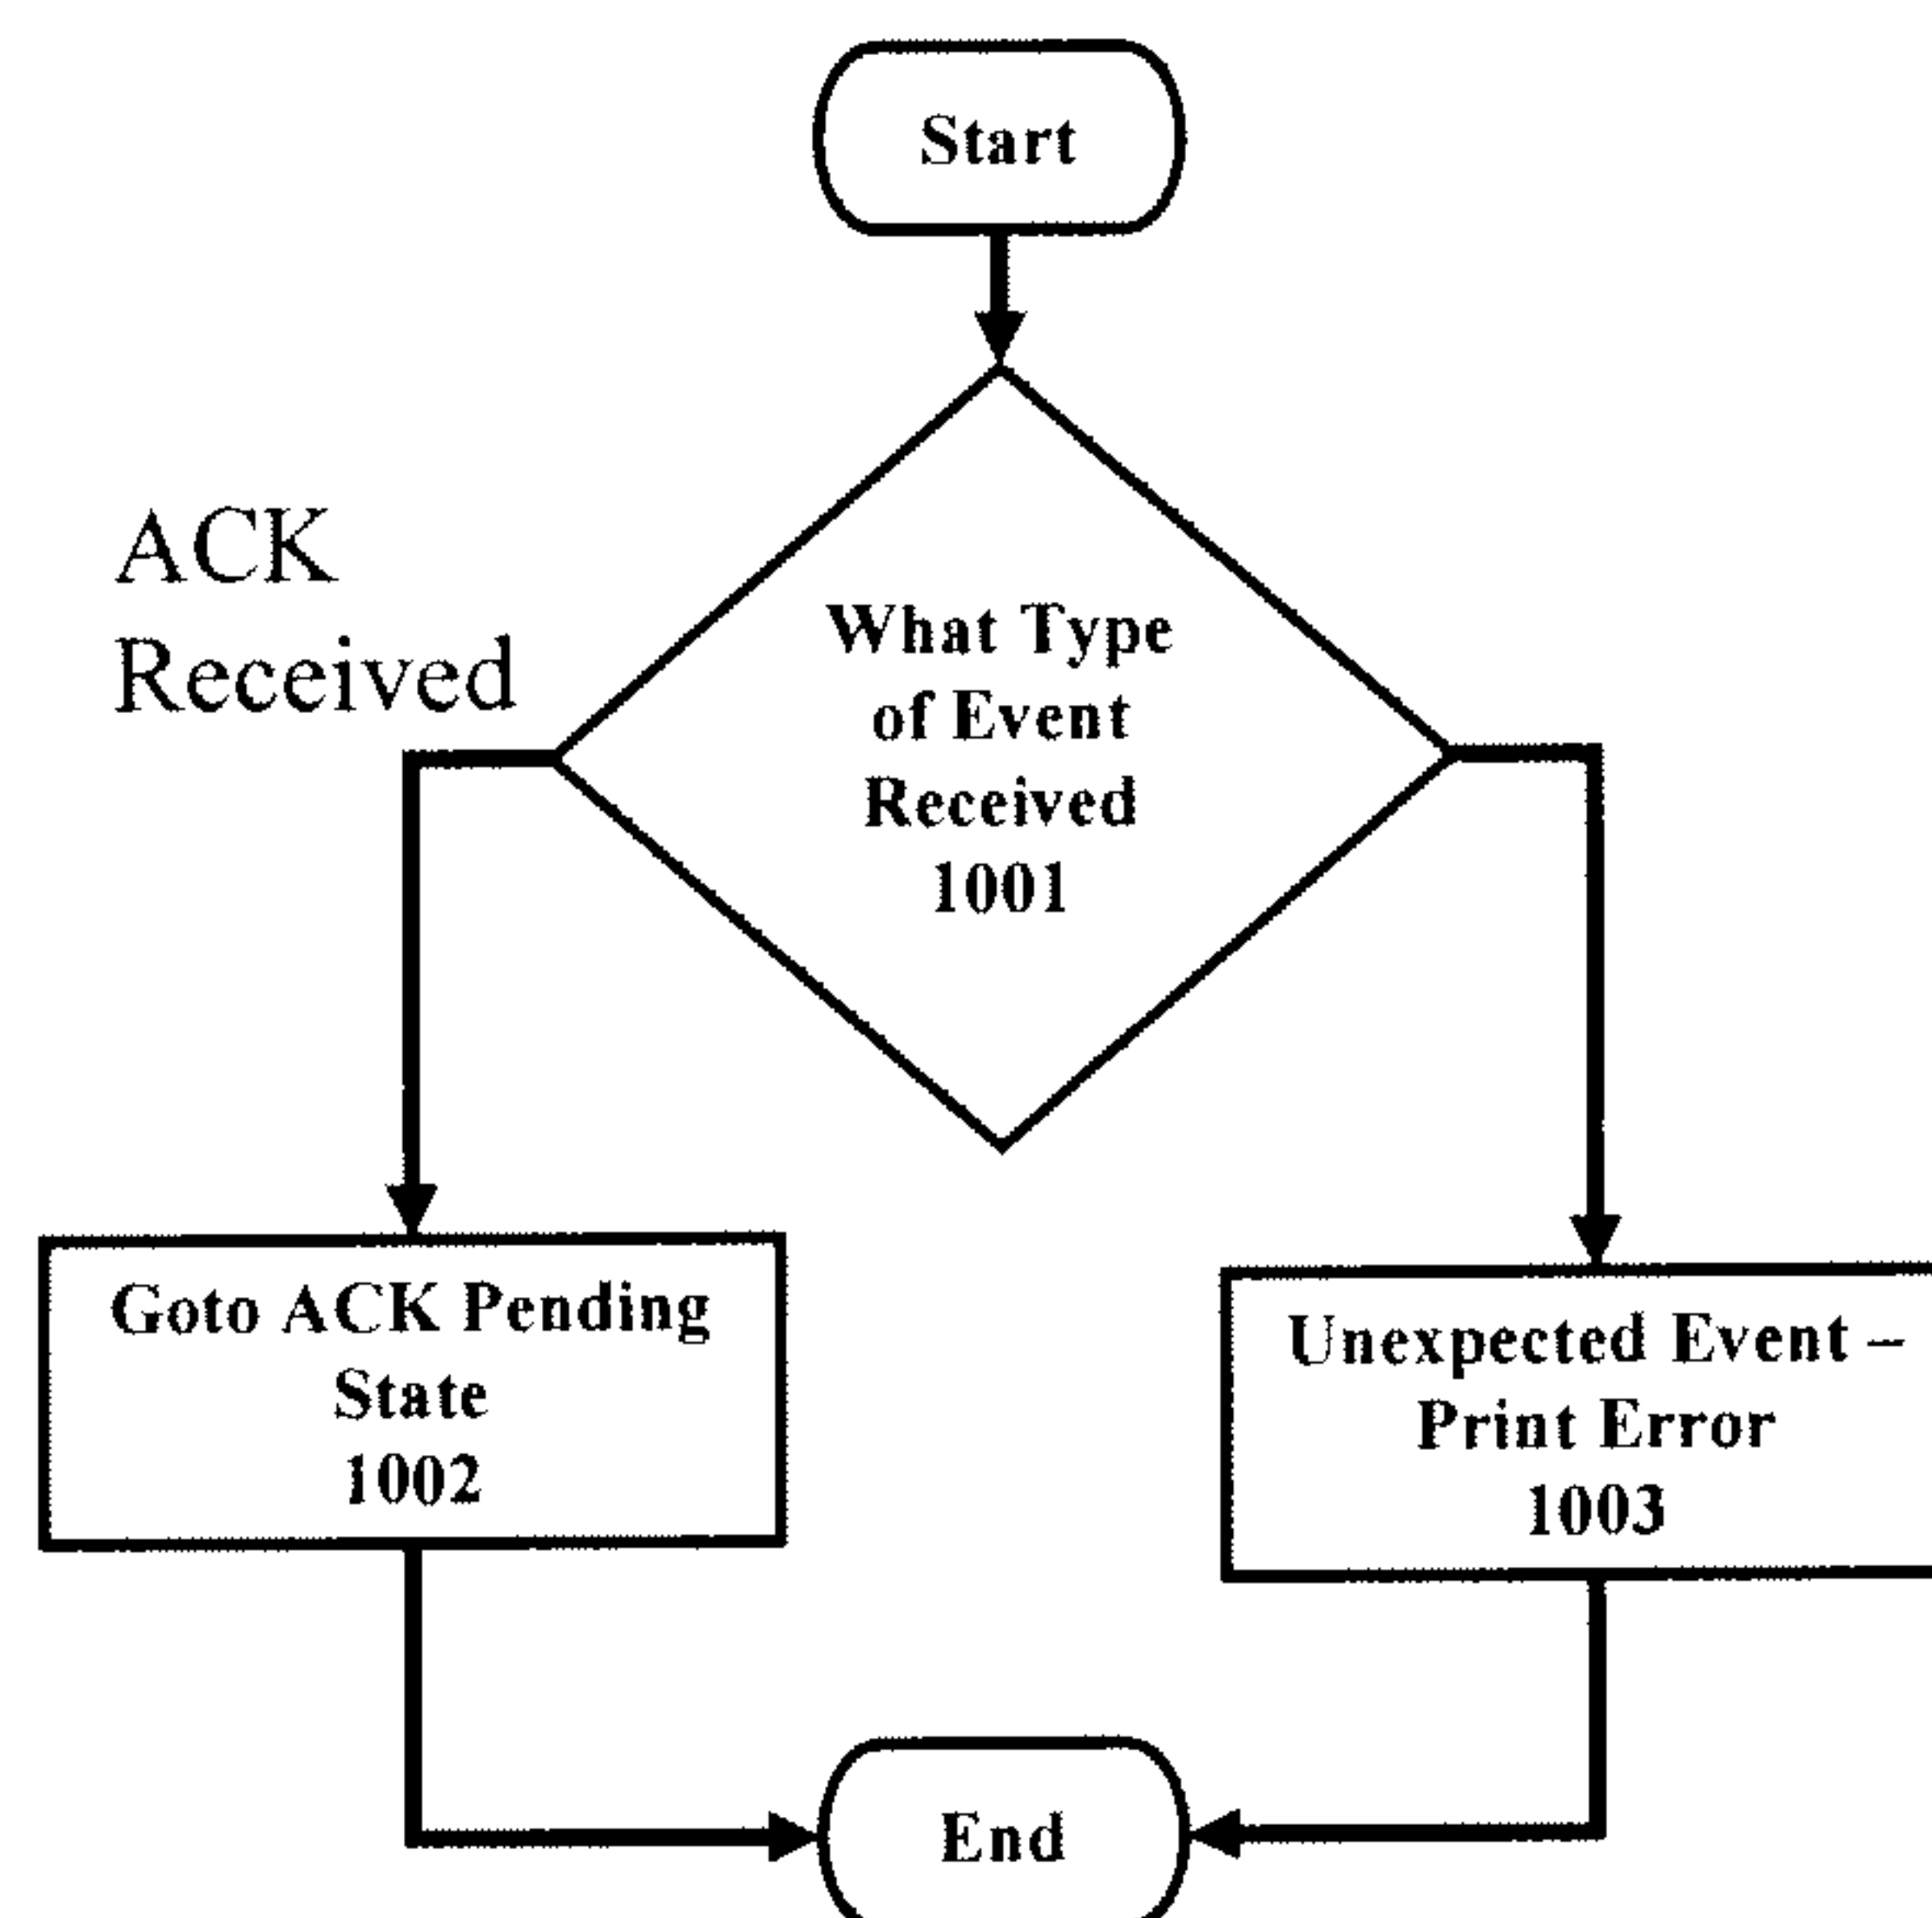 Start
ACK
Received
What Type
of Event
Received
1001
Goto ACK Pending
State
1002
Unexpected Event –
Print Error
1003
End